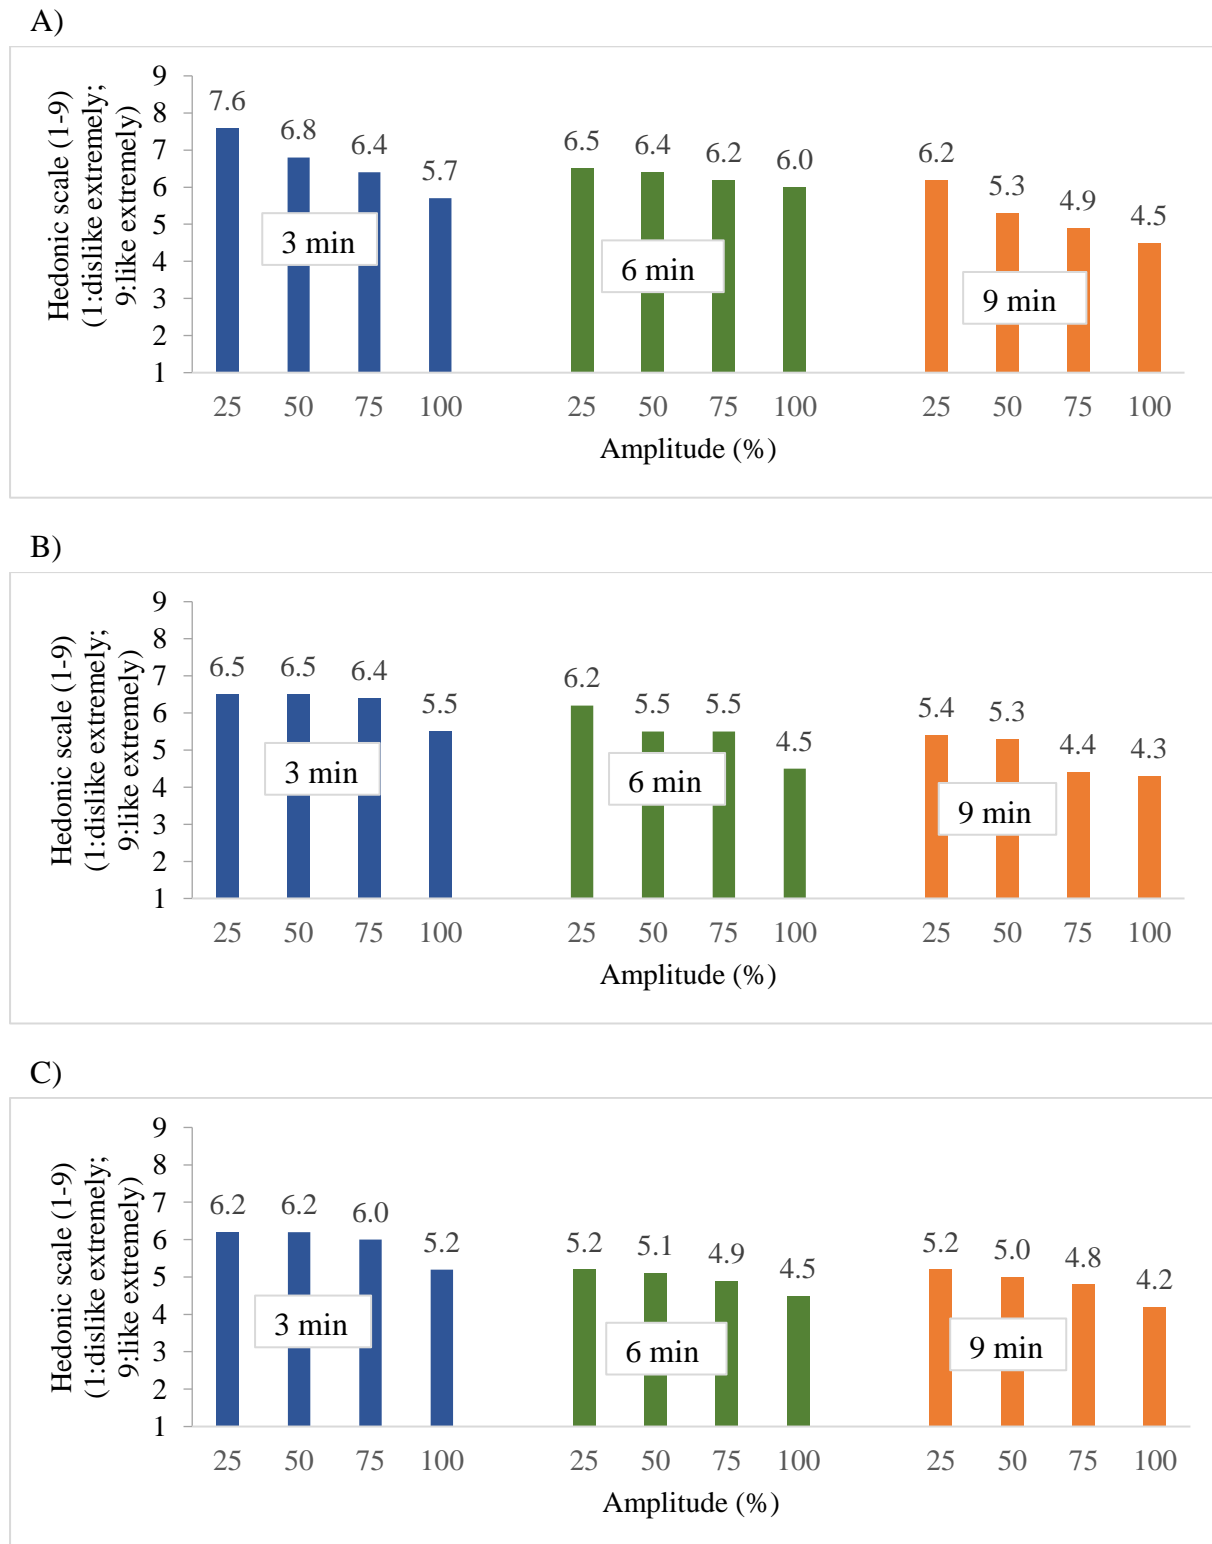 A)
Hedonic scale (1-9)
(1:dislike extremely;
9:like extremely)
9
8
7
6
5
4
3
2
1
7.6 6.8 6.4 5.7 6.5 6.4 6.2 6.0 6.2 5.3 4.9 4.5
3 min 6 min 9 min
25 50 75 100 25 50 75 100 25 50 75 100
Amplitude (%)
B)
Hedonic scale (1-9)
(1:dislike extremely;
9:like extremely)
9
8
7
6
5
4
3
2
1
6.5 6.5 6.4 5.5 6.2 5.5 5.5 4.5 5.4 5.3 4.4 4.3
3 min 6 min 9 min
25 50 75 100 25 50 75 100 25 50 75 100
Amplitude (%)
C)
Hedonic scale (1-9)
(1:dislike extremely;
9:like extremely)
9
8
7
6
5
4
3
2
1
6.2 6.2 6.0 5.2 5.2 5.1 4.9 4.5 5.2 5.0 4.8 4.2
3 min 6 min 9 min
25 50 75 100 25 50 75 100 25 50 75 100
Amplitude (%)